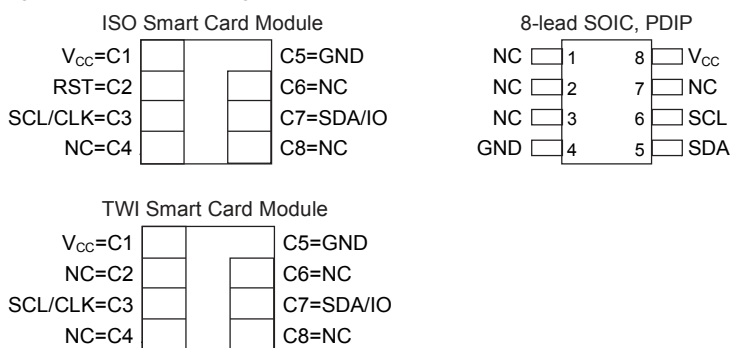 ISO Smart Card Module
VCC=C1 C5=GND
RST=C2 C6=NC
SCL/CLK=C3 C7=SDA/IO
NC=C4 C8=NC
8-lead SOIC, PDIP
NC 1 8 VCC
NC 2 7 NC
NC 3 6 SCL
GND 4 5 SDA
TWI Smart Card Module
VCC=C1 C5=GND
NC=C2 C6=NC
SCL/CLK=C3 C7=SDA/IO
NC=C4 C8=NC